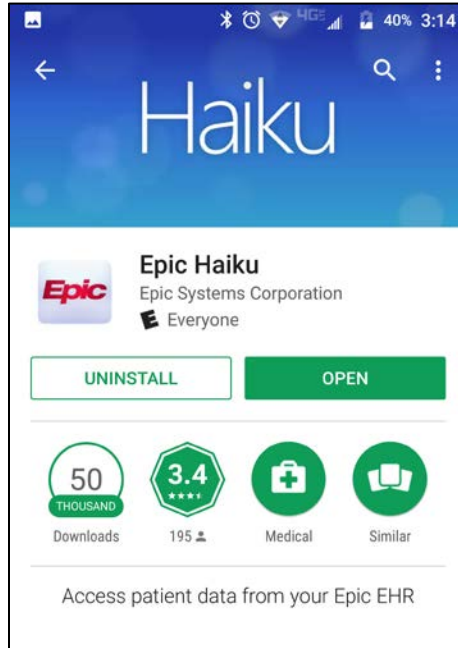 4G 40% 3:14
Haiku
Epic
Epic Haiku
Epic Systems Corporation
E Everyone
UNINSTALL OPEN
50
THOUSAND
3.4
Downloads 195 Medical Similar
Access patient data from your Epic EHR